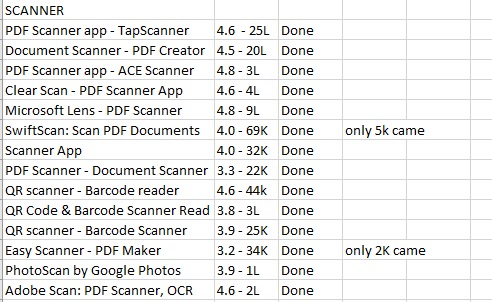 SCANNER
PDF Scanner app - TapScanner 4.6 - 25L Done
Document Scanner - PDF Creator 4.5 - 20L Done
PDF Scanner app - ACE Scanner 4.8 - 3L Done
Clear Scan - PDF Scanner App 4.6 - 4L Done
Microsoft Lens - PDF Scanner 4.8 - 9L Done
SwiftScan: Scan PDF Documents 4.0 - 69K Done only 5k came
Scanner App 4.0 - 32K Done
PDF Scanner - Document Scanner 3.3 - 22K Done
QR scanner - Barcode reader 4.6 - 44k Done
QR Code & Barcode Scanner Read 3.8 - 3L Done
QR scanner - Barcode Scanner 3.9 - 25K Done
Easy Scanner - PDF Maker 3.2 - 34K Done only 2K came
PhotoScan by Google Photos 3.9 - 1L Done
Adobe Scan: PDF Scanner, OCR 4.6 - 2L Done